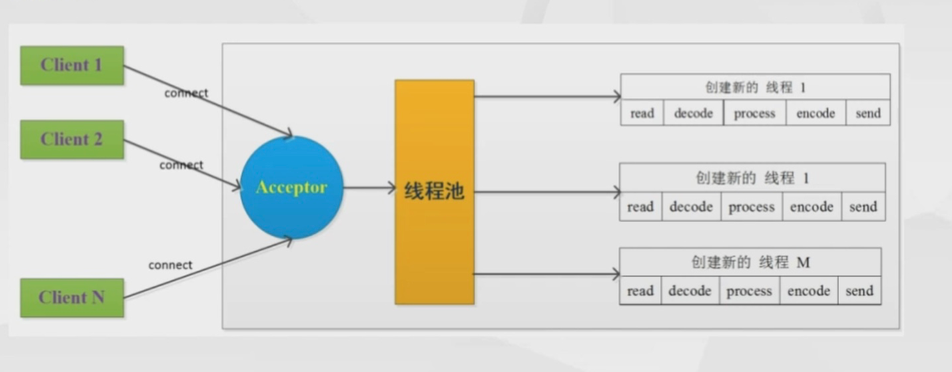 Client 1
connect
Client 2
connect
Client N
connect
Acceptor
线程池
创建新的 线程 1
read decode process encode send
创建新的 线程 1
read decode process encode send
创建新的 线程 M
read decode process encode send